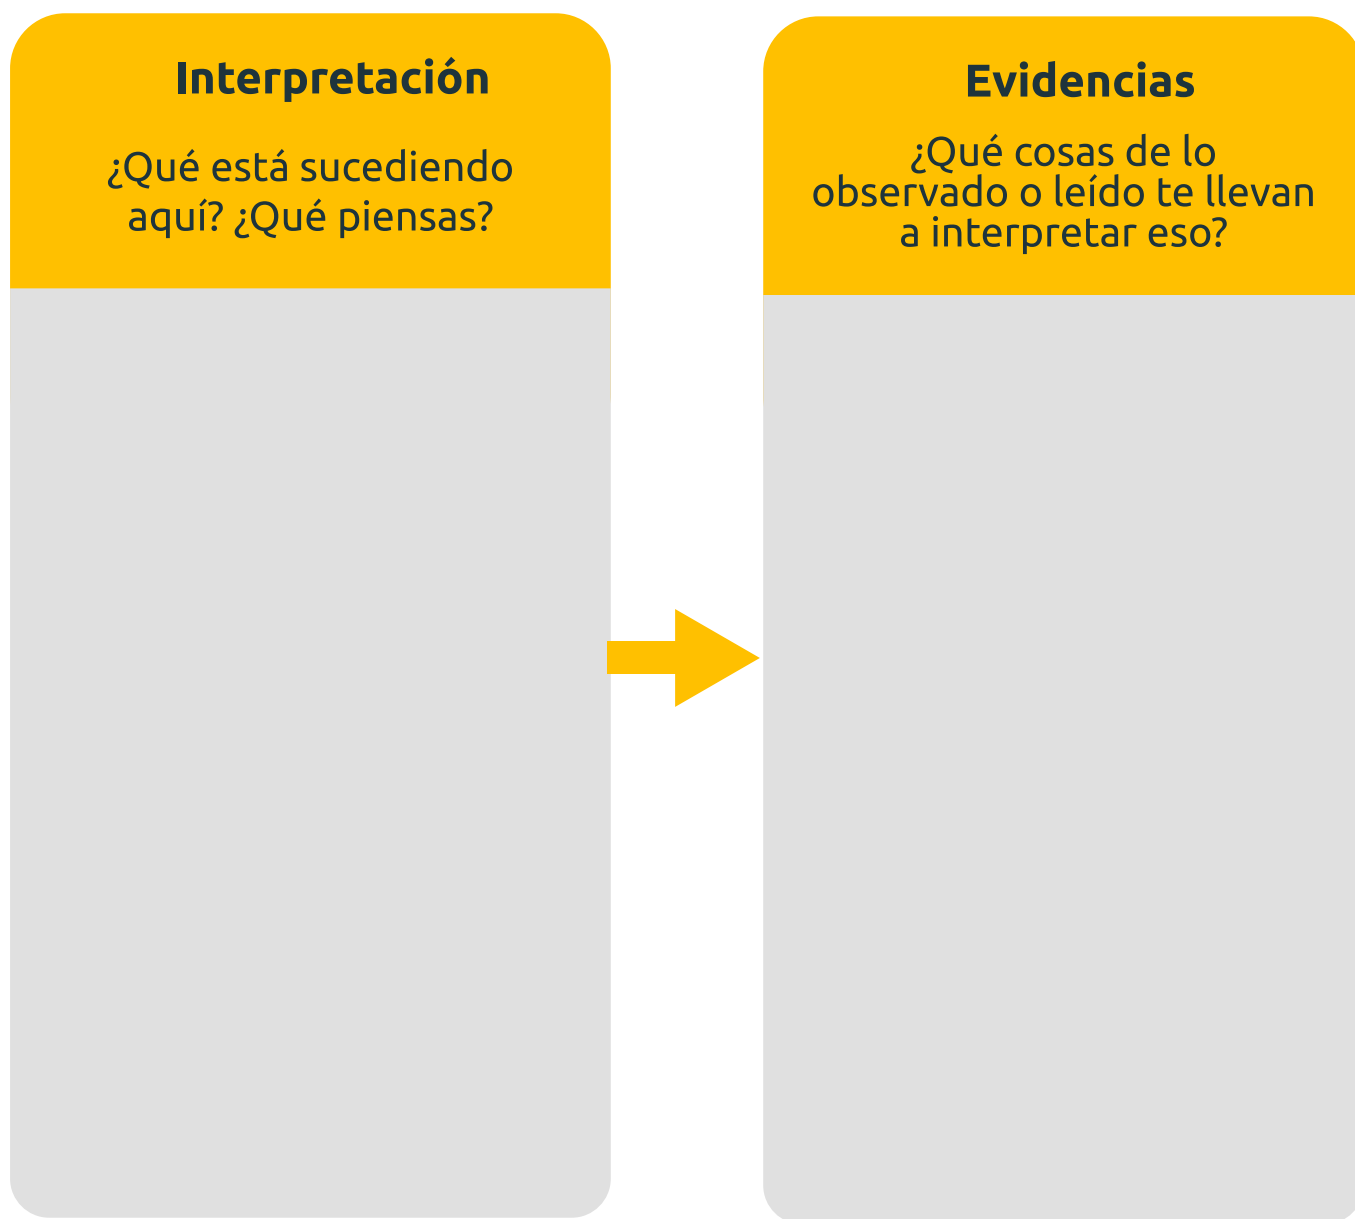 Interpretación
¿Qué está sucediendo
aquí? ¿Qué piensas?
Evidencias
¿Qué cosas de lo
observado o leído te llevan
a interpretar eso?